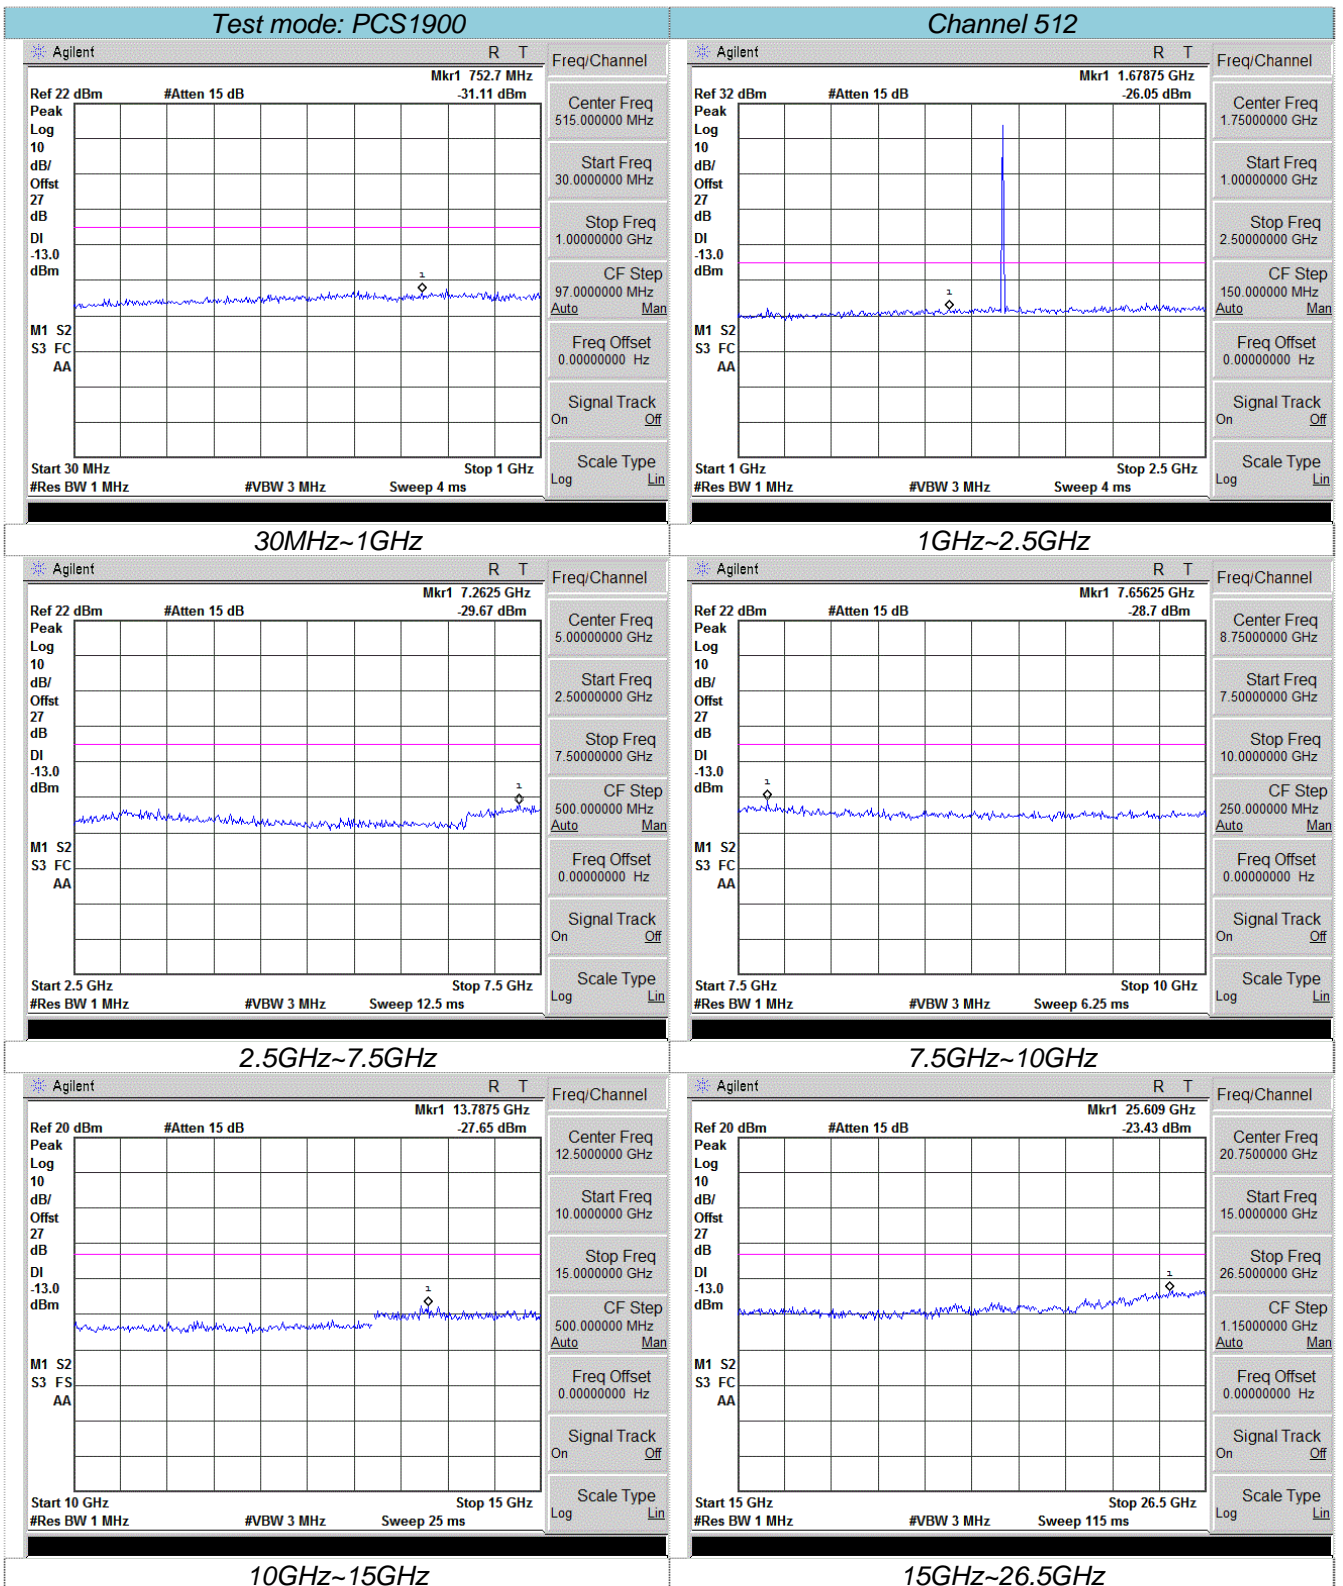 Test mode: PCS1900
Channel 512
Agilent R T
Mkr1 752.7 MHz
Ref 22 dBm #Atten 15 dB -31.11 dBm
Peak
Log
10
dB/
Offst
27
dB
DI
-13.0
dBm
1
M1 S2
S3 FC
AA
Start 30 MHz Stop 1 GHz
#Res BW 1 MHz #VBW 3 MHz Sweep 4 ms
Freq/Channel
Center Freq
515.000000 MHz
Start Freq
30.0000000 MHz
Stop Freq
1.00000000 GHz
CF Step
97.0000000 MHz
Auto Man
Freq Offset
0.00000000 Hz
Signal Track
On Off
Scale Type
Log Lin
Agilent R T
Mkr1 1.67875 GHz
Ref 32 dBm #Atten 15 dB -26.05 dBm
Peak
Log
10
dB/
Offst
27
dB
DI
-13.0
dBm
1
M1 S2
S3 FC
AA
Start 1 GHz Stop 2.5 GHz
#Res BW 1 MHz #VBW 3 MHz Sweep 4 ms
Freq/Channel
Center Freq
1.75000000 GHz
Start Freq
1.00000000 GHz
Stop Freq
2.50000000 GHz
CF Step
150.000000 MHz
Auto Man
Freq Offset
0.00000000 Hz
Signal Track
On Off
Scale Type
Log Lin
30MHz~1GHz
1GHz~2.5GHz
Agilent R T
Mkr1 7.2625 GHz
Ref 22 dBm #Atten 15 dB -29.67 dBm
Peak
Log
10
dB/
Offst
27
dB
DI
-13.0
dBm
1
M1 S2
S3 FC
AA
Start 2.5 GHz Stop 7.5 GHz
#Res BW 1 MHz #VBW 3 MHz Sweep 12.5 ms
Freq/Channel
Center Freq
5.00000000 GHz
Start Freq
2.50000000 GHz
Stop Freq
7.50000000 GHz
CF Step
500.000000 MHz
Auto Man
Freq Offset
0.00000000 Hz
Signal Track
On Off
Scale Type
Log Lin
Agilent R T
Mkr1 7.65625 GHz
Ref 22 dBm #Atten 15 dB -28.7 dBm
Peak
Log
10
dB/
Offst
27
dB
DI
-13.0
dBm
1
M1 S2
S3 FC
AA
Start 7.5 GHz Stop 10 GHz
#Res BW 1 MHz #VBW 3 MHz Sweep 6.25 ms
Freq/Channel
Center Freq
8.75000000 GHz
Start Freq
7.50000000 GHz
Stop Freq
10.0000000 GHz
CF Step
250.000000 MHz
Auto Man
Freq Offset
0.00000000 Hz
Signal Track
On Off
Scale Type
Log Lin
2.5GHz~7.5GHz
7.5GHz~10GHz
Agilent R T
Mkr1 13.7875 GHz
Ref 20 dBm #Atten 15 dB -27.65 dBm
Peak
Log
10
dB/
Offst
27
dB
DI
-13.0
dBm
1
M1 S2
S3 FS
AA
Start 10 GHz Stop 15 GHz
#Res BW 1 MHz #VBW 3 MHz Sweep 25 ms
Freq/Channel
Center Freq
12.5000000 GHz
Start Freq
10.0000000 GHz
Stop Freq
15.0000000 GHz
CF Step
500.000000 MHz
Auto Man
Freq Offset
0.00000000 Hz
Signal Track
On Off
Scale Type
Log Lin
Agilent R T
Mkr1 25.609 GHz
Ref 20 dBm #Atten 15 dB -23.43 dBm
Peak
Log
10
dB/
Offst
27
dB
DI
-13.0
dBm
1
M1 S2
S3 FC
AA
Start 15 GHz Stop 26.5 GHz
#Res BW 1 MHz #VBW 3 MHz Sweep 115 ms
Freq/Channel
Center Freq
20.7500000 GHz
Start Freq
15.0000000 GHz
Stop Freq
26.5000000 GHz
CF Step
1.15000000 GHz
Auto Man
Freq Offset
0.00000000 Hz
Signal Track
On Off
Scale Type
Log Lin
10GHz~15GHz
15GHz~26.5GHz